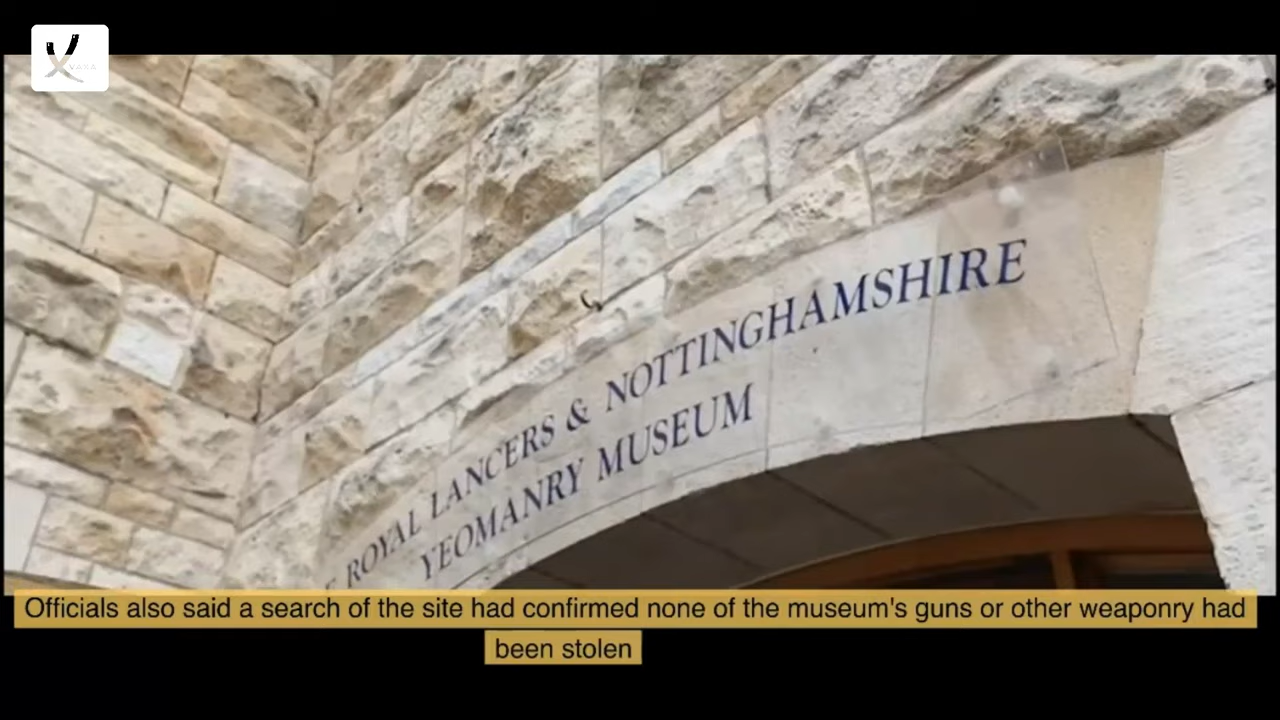 ROYAL LANCERS & NOTTINGHAMSHIRE
YEOMANRY MUSEUM
Officials also said a search of the site had confirmed none of the museum's guns or other weaponry had
been stolen